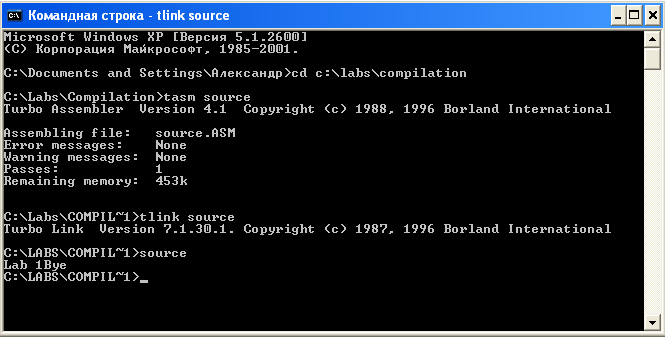 Командная строка - tlink source
Microsoft Windows XP [Версия 5.1.2600]
(C) Корпорация Майкрософт, 1985-2001.
C:\Documents and Settings\Александр>cd c:\labs\compilation
C:\Labs\Compilation>tasm source
Turbo Assembler  Version 4.1  Copyright (c) 1988, 1996 Borland International
Assembling file:   source.ASM
Error messages:    None
Warning messages:  None
Passes:            1
Remaining memory:  453k
C:\Labs\COMPIL~1>tlink source
Turbo Link  Version 7.1.30.1. Copyright (c) 1987, 1996 Borland International
C:\LABS\COMPIL~1>source
Lab 1Bye
C:\LABS\COMPIL~1>_